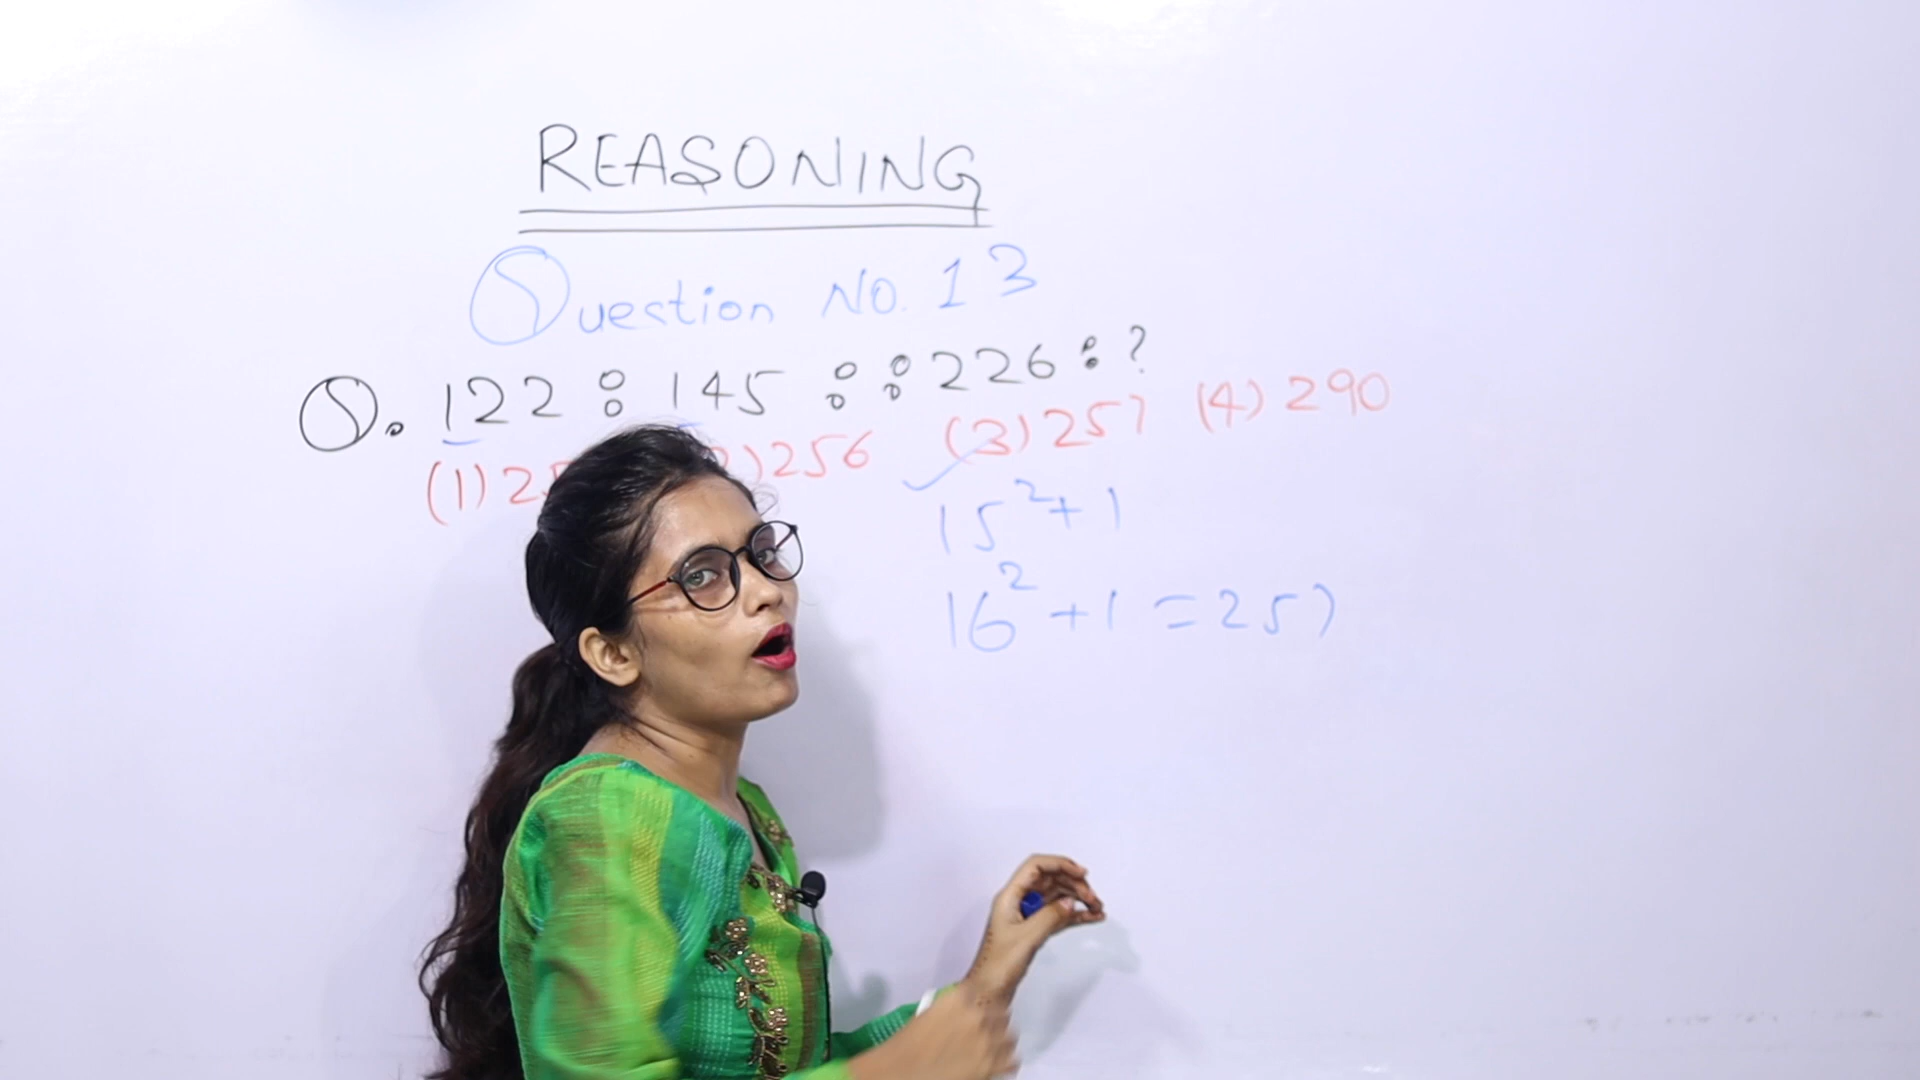 REASONING
Question No. 13
Q. 122 : 145 :: 226 : ?
(1) 2 256 (3) 257 (4) 290
15²+1
16²+1=257